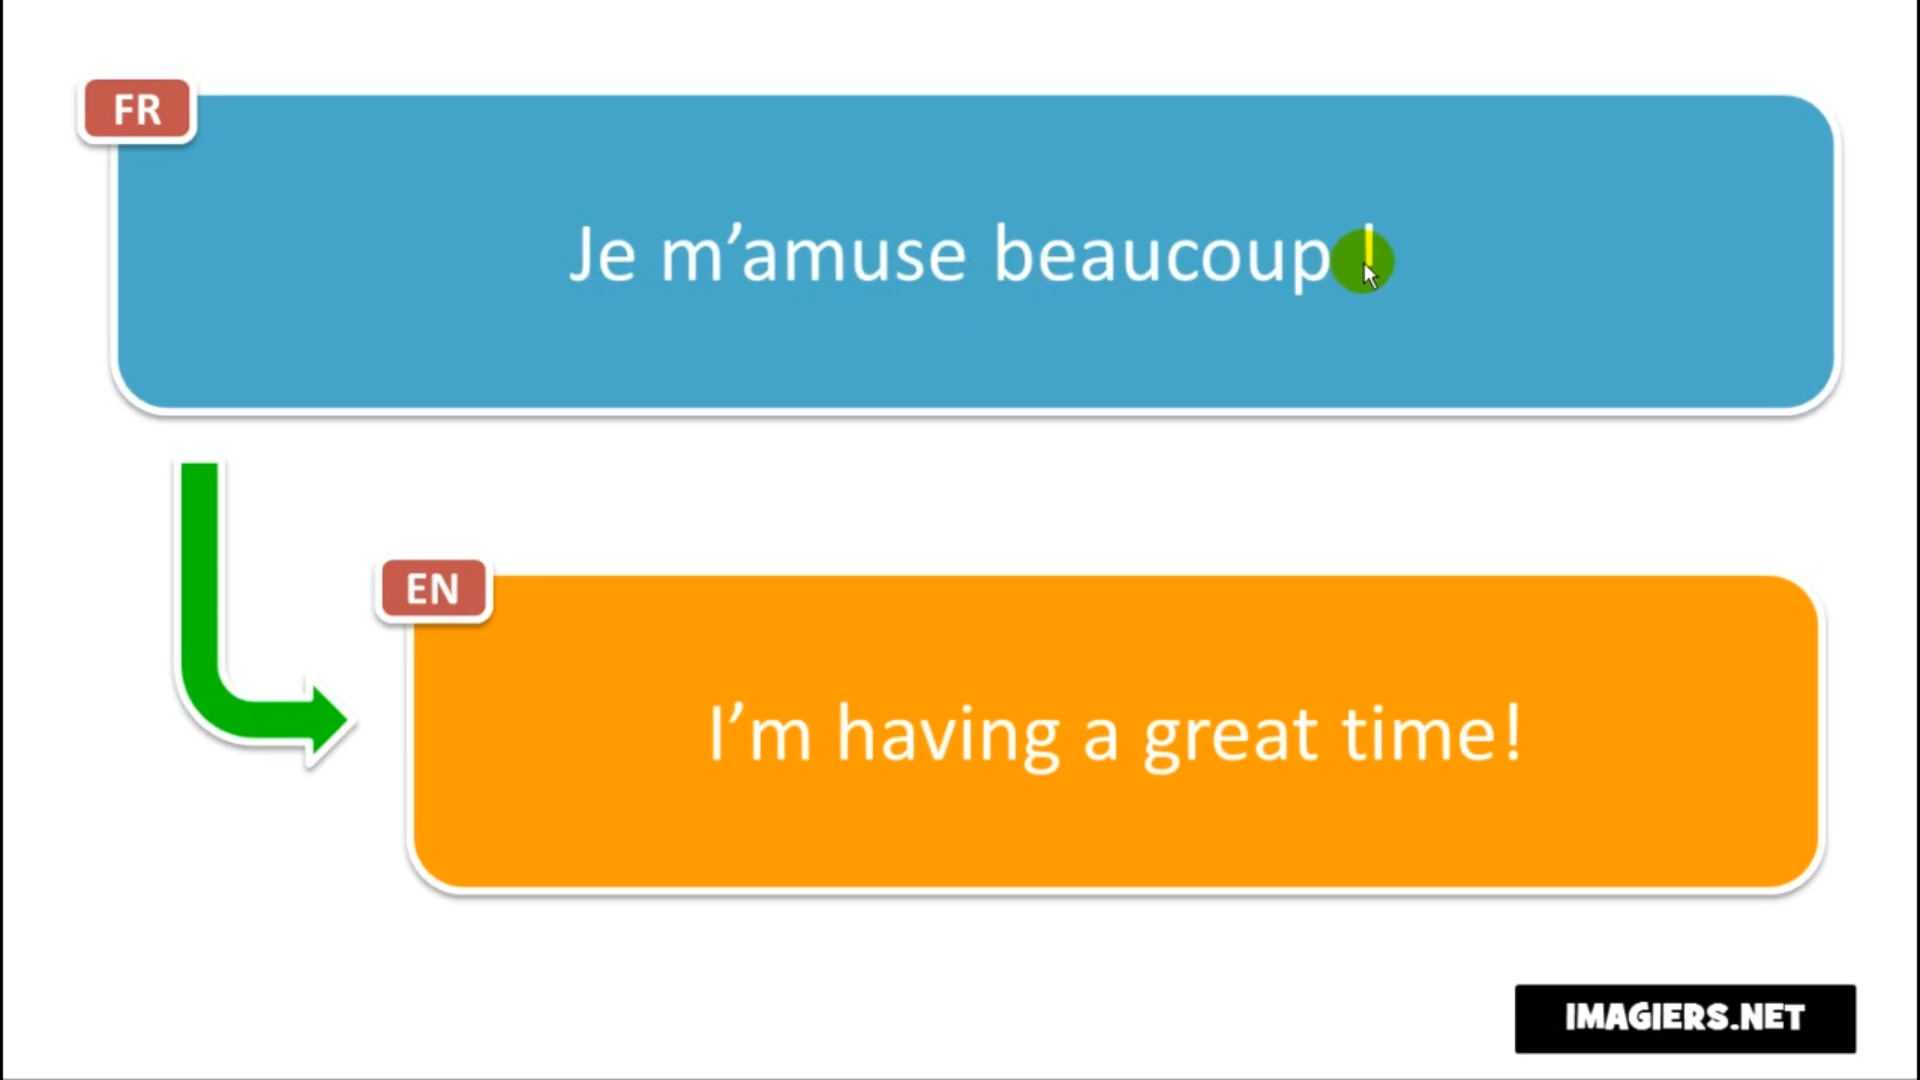 FR
Je m’amuse beaucoup !
EN
I’m having a great time!
IMAGIERS.NET